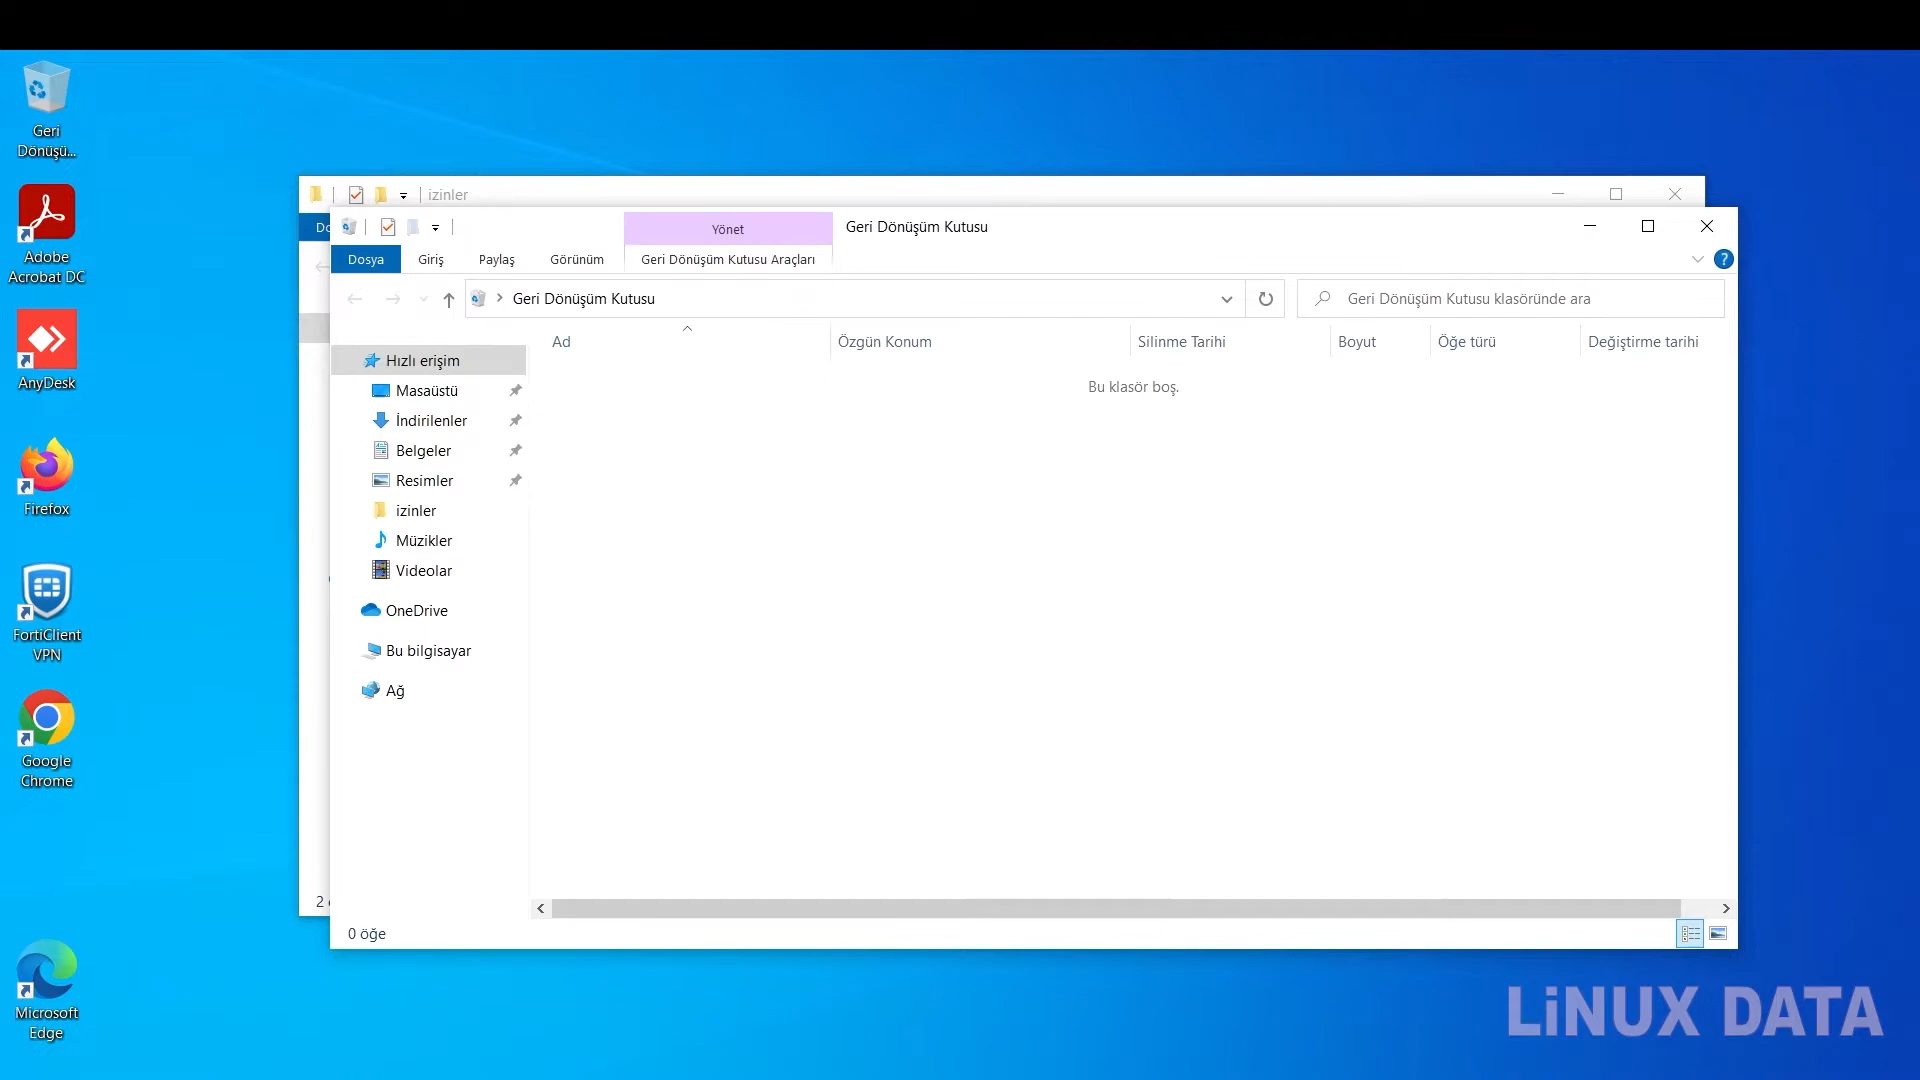 Geri
Dönüşü...
Adobe
Acrobat DC
AnyDesk
Firefox
FortiClient
VPN
Google
Chrome
Microsoft
Edge
izinler
Yönet
Geri Dönüşüm Kutusu
Dosya
Giriş
Paylaş
Görünüm
Geri Dönüşüm Kutusu Araçları
?
Geri Dönüşüm Kutusu
Geri Dönüşüm Kutusu klasöründe ara
Ad
Özgün Konum
Silinme Tarihi
Boyut
Öğe türü
Değiştirme tarihi
Bu klasör boş.
Hızlı erişim
Masaüstü
İndirilenler
Belgeler
Resimler
izinler
Müzikler
Videolar
OneDrive
Bu bilgisayar
Ağ
2
0 öğe
LiNUX DATA